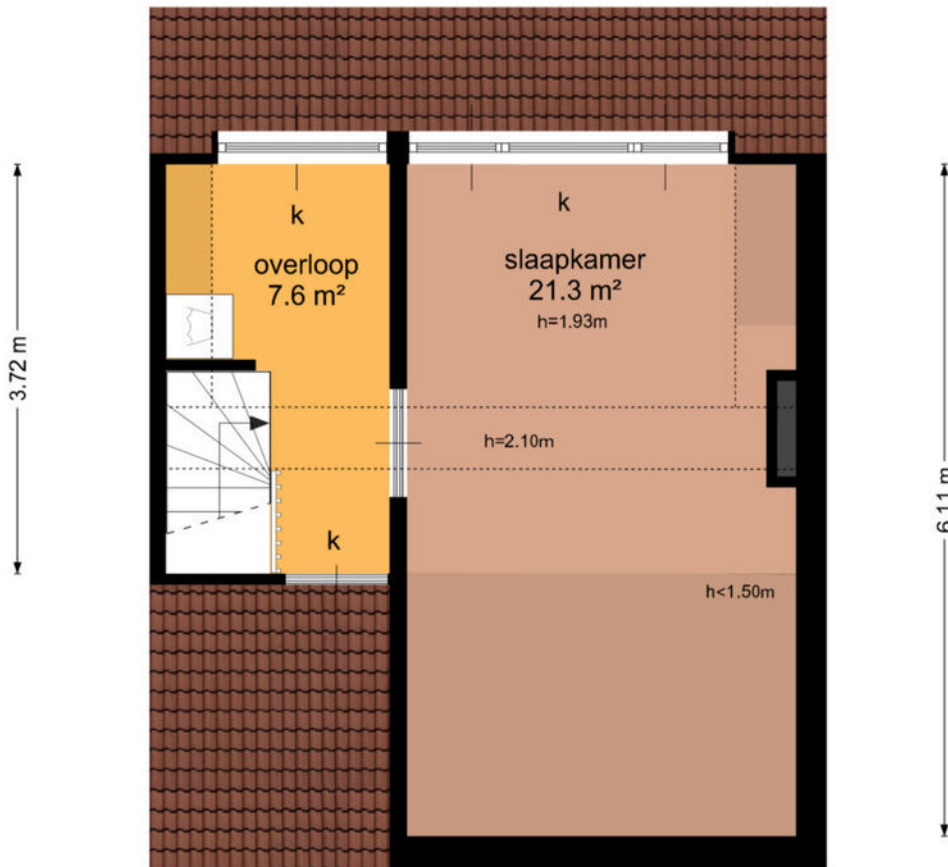 k
overloop
7.6 m²
k
slaapkamer
21.3 m²
h=1.93m
3.72 m
h=2.10m
6.11 m
k
h<1.50m